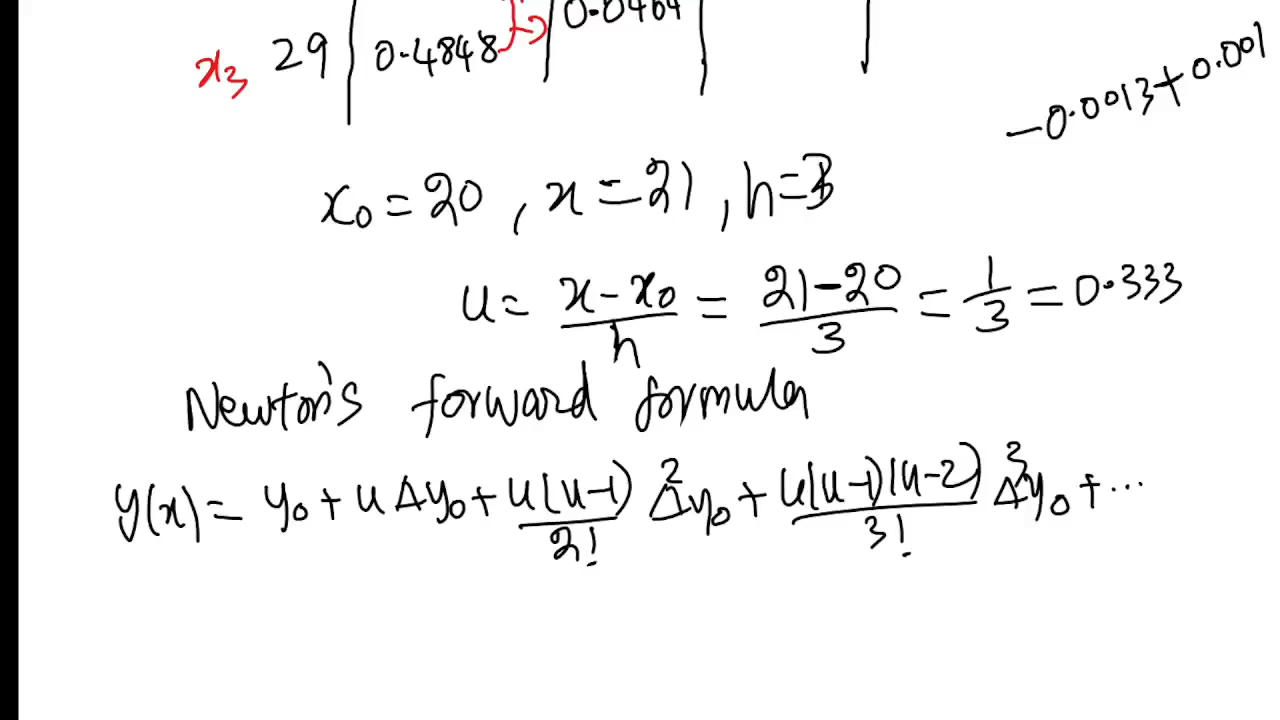 0.0464
x₃ 29 0.4848
-0.0013+0.001
x₀ = 20 , x = 21 , h = 3
u = (x - x₀)/h = (21 - 20)/3 = 1/3 = 0.333
Newton's forward formula
y(x) = y₀ + u Δy₀ + u(u-1)/2! Δ²y₀ + u(u-1)(u-2)/3! Δ³y₀ + ...